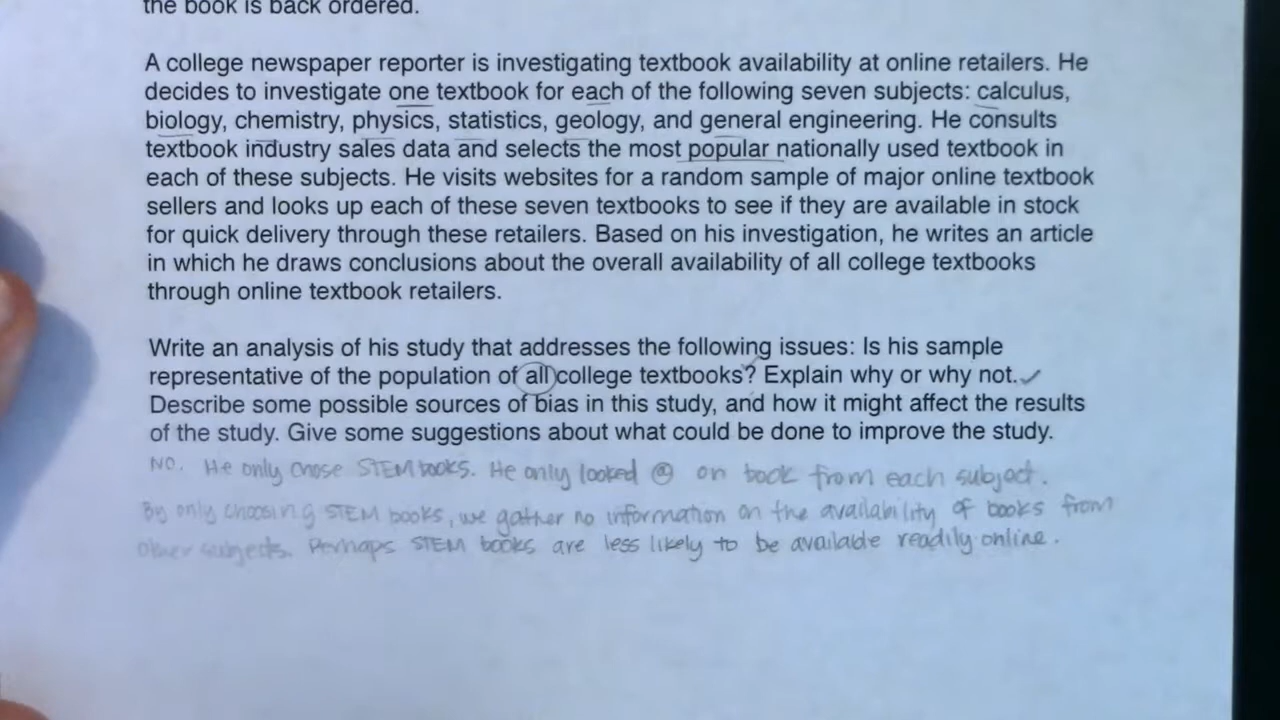 the book is back ordered.
A college newspaper reporter is investigating textbook availability at online retailers. He
decides to investigate one textbook for each of the following seven subjects: calculus,
biology, chemistry, physics, statistics, geology, and general engineering. He consults
textbook industry sales data and selects the most popular nationally used textbook in
each of these subjects. He visits websites for a random sample of major online textbook
sellers and looks up each of these seven textbooks to see if they are available in stock
for quick delivery through these retailers. Based on his investigation, he writes an article
in which he draws conclusions about the overall availability of all college textbooks
through online textbook retailers.
Write an analysis of his study that addresses the following issues: Is his sample
representative of the population of all college textbooks? Explain why or why not.
Describe some possible sources of bias in this study, and how it might affect the results
of the study. Give some suggestions about what could be done to improve the study.
NO. He only chose STEM books. He only looked @ on book from each subject.
By only choosing STEM books, we gather no information on the availability of books from
other subjects. Perhaps STEM books are less likely to be available readily online.